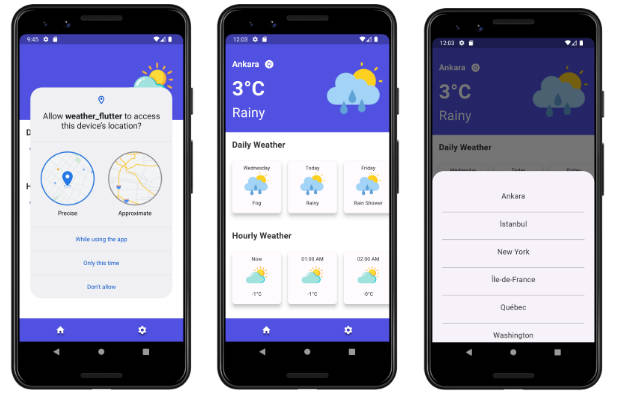 9:45
Allow weather_flutter to access
this device's location?
D
H
Precise
Approximate
While using the app
Only this time
Don't allow
12:03
Ankara
3°C
Rainy
Daily Weather
Wednesday
Today
Friday
Fog
Rainy
Rain Shower
Hourly Weather
Now
01:00 AM
02:00 AM
-1°C
-1°C
-0°C
12:03
Ankara
3°C
Rainy
Daily Weather
Wednesday
Today
Friday
Ankara
İstanbul
New York
Île-de-France
Québec
Washington